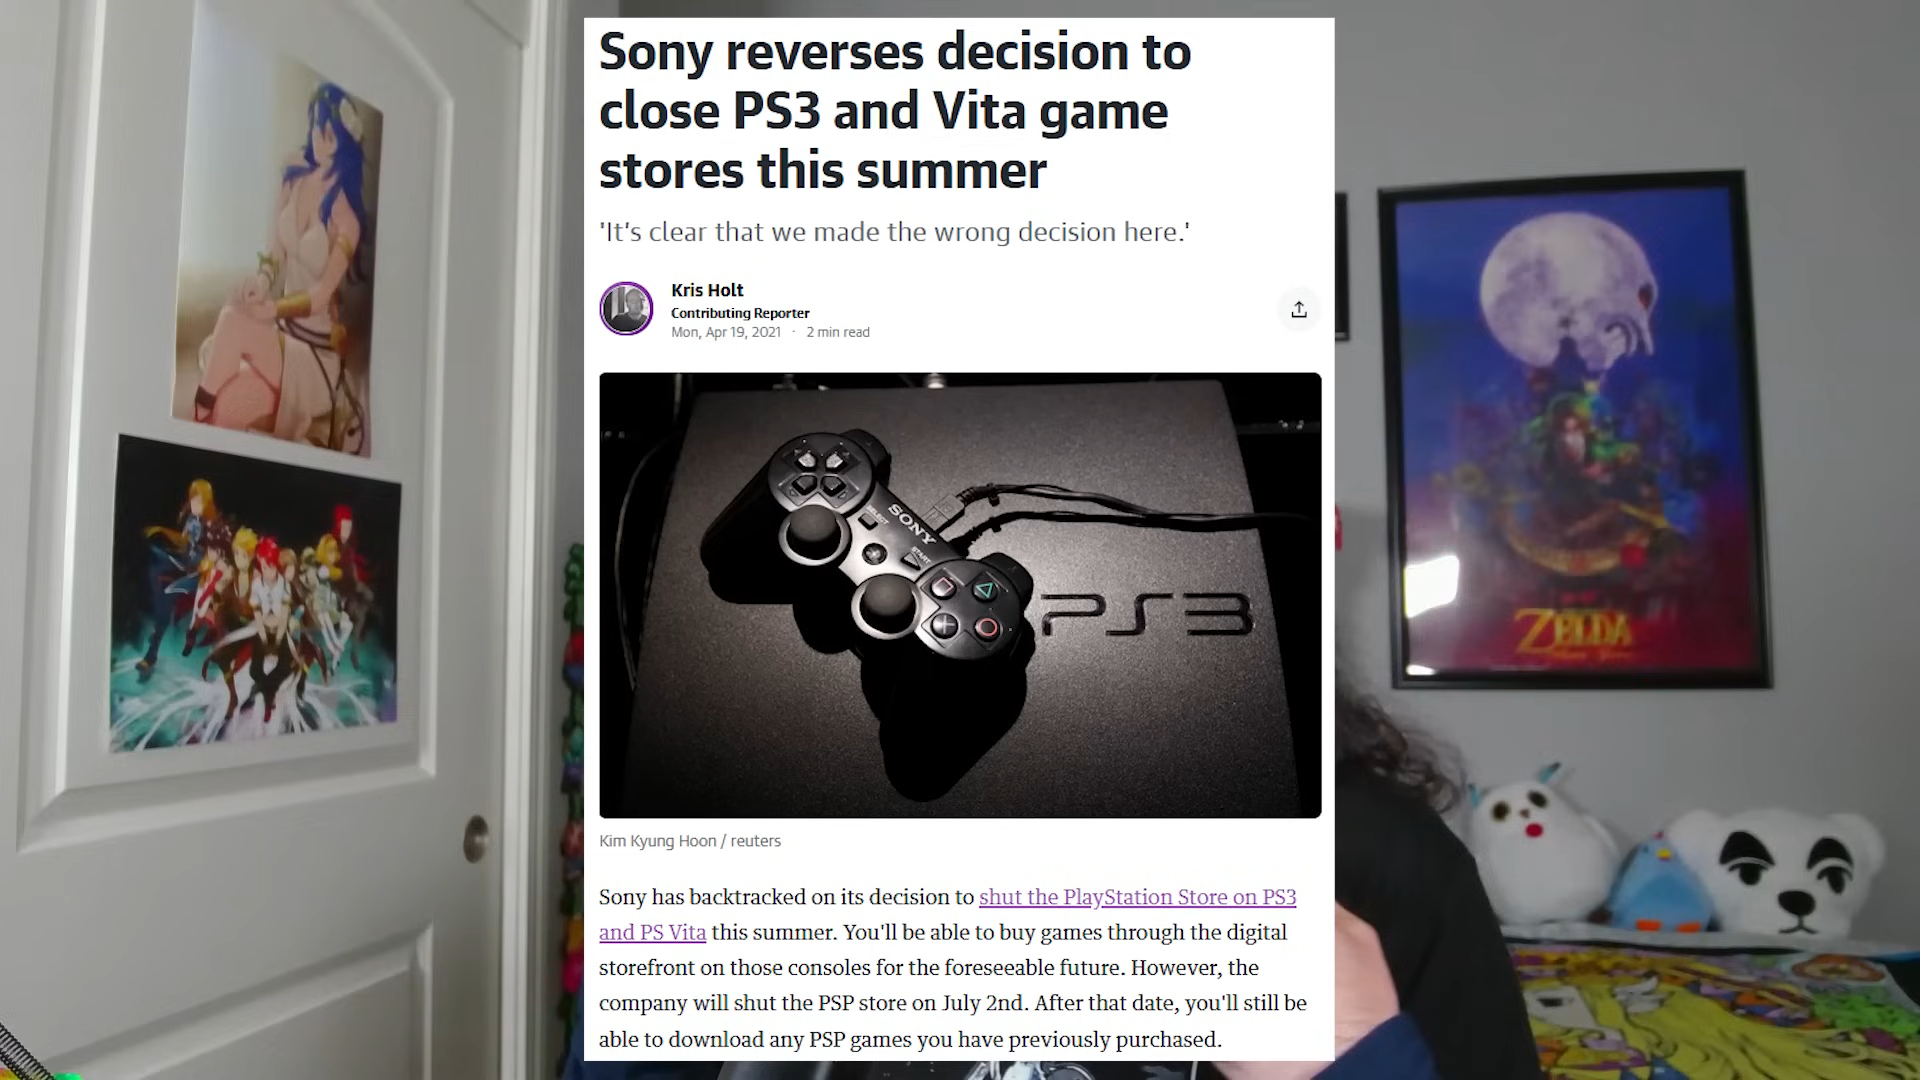 Sony reverses decision to
close PS3 and Vita game
stores this summer
'It's clear that we made the wrong decision here.'
Kris Holt
Contributing Reporter
Mon, Apr 19, 2021 · 2 min read
SELECT
SONY
START
PS3
Kim Kyung Hoon / reuters
Sony has backtracked on its decision to shut the PlayStation Store on PS3
and PS Vita this summer. You'll be able to buy games through the digital
storefront on those consoles for the foreseeable future. However, the
company will shut the PSP store on July 2nd. After that date, you'll still be
able to download any PSP games you have previously purchased.
ZELDA